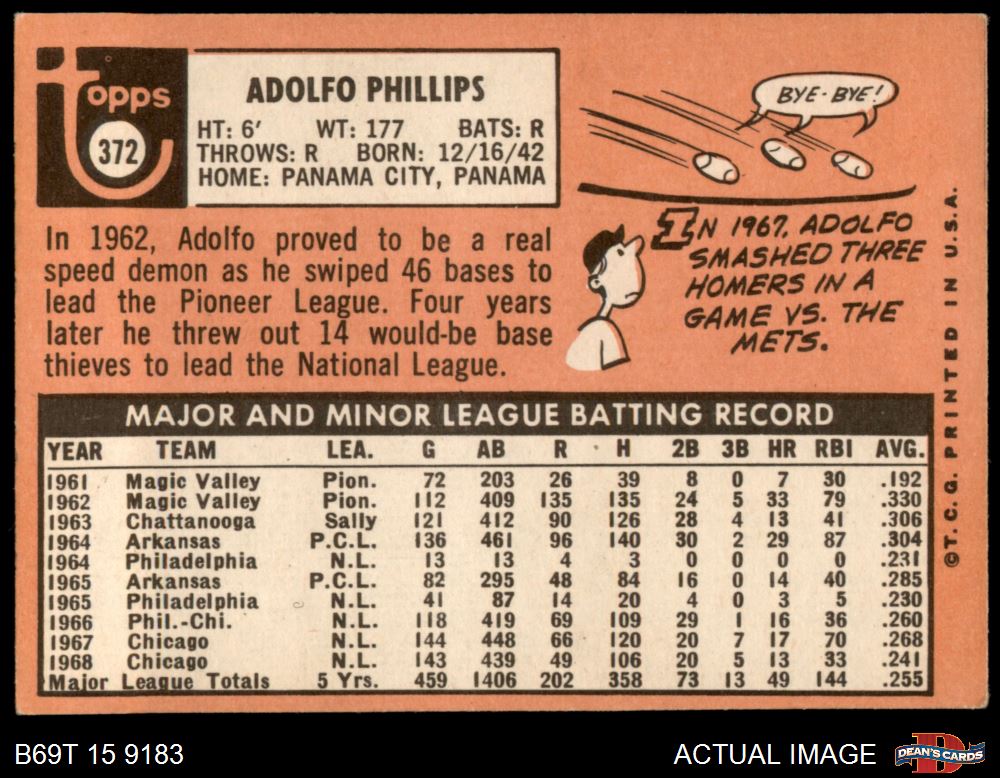 Topps
372
ADOLFO PHILLIPS
HT: 6' WT: 177 BATS: R
THROWS: R BORN: 12/16/42
HOME: PANAMA CITY, PANAMA
BYE-BYE!
In 1962, Adolfo proved to be a real
speed demon as he swiped 46 bases to
lead the Pioneer League. Four years
later he threw out 14 would-be base
thieves to lead the National League.
IN 1967, ADOLFO
SMASHED THREE
HOMERS IN A
GAME VS. THE
METS.
©T. C. G. PRINTED IN U.S.A.
MAJOR AND MINOR LEAGUE BATTING RECORD
YEAR TEAM LEA. G AB R H 2B 3B HR RBI AVG.
1961 Magic Valley Pion. 72 203 26 39 8 0 7 30 .192
1962 Magic Valley Pion. 112 409 135 135 24 5 33 79 .330
1963 Chattanooga Sally 121 412 90 126 28 4 13 41 .306
1964 Arkansas P.C.L. 136 461 96 140 30 2 29 87 .304
1964 Philadelphia N.L. 13 13 4 3 0 0 0 0 .231
1965 Arkansas P.C.L. 82 295 48 84 16 0 14 40 .285
1965 Philadelphia N.L. 41 87 14 20 4 0 3 5 .230
1966 Phil.-Chi. N.L. 118 419 69 109 29 1 16 36 .260
1967 Chicago N.L. 144 448 66 120 20 7 17 70 .268
1968 Chicago N.L. 143 439 49 106 20 5 13 33 .241
Major League Totals 5 Yrs. 459 1406 202 358 73 13 49 144 .255
B69T 15 9183
ACTUAL IMAGE
D
DEAN'S CARDS